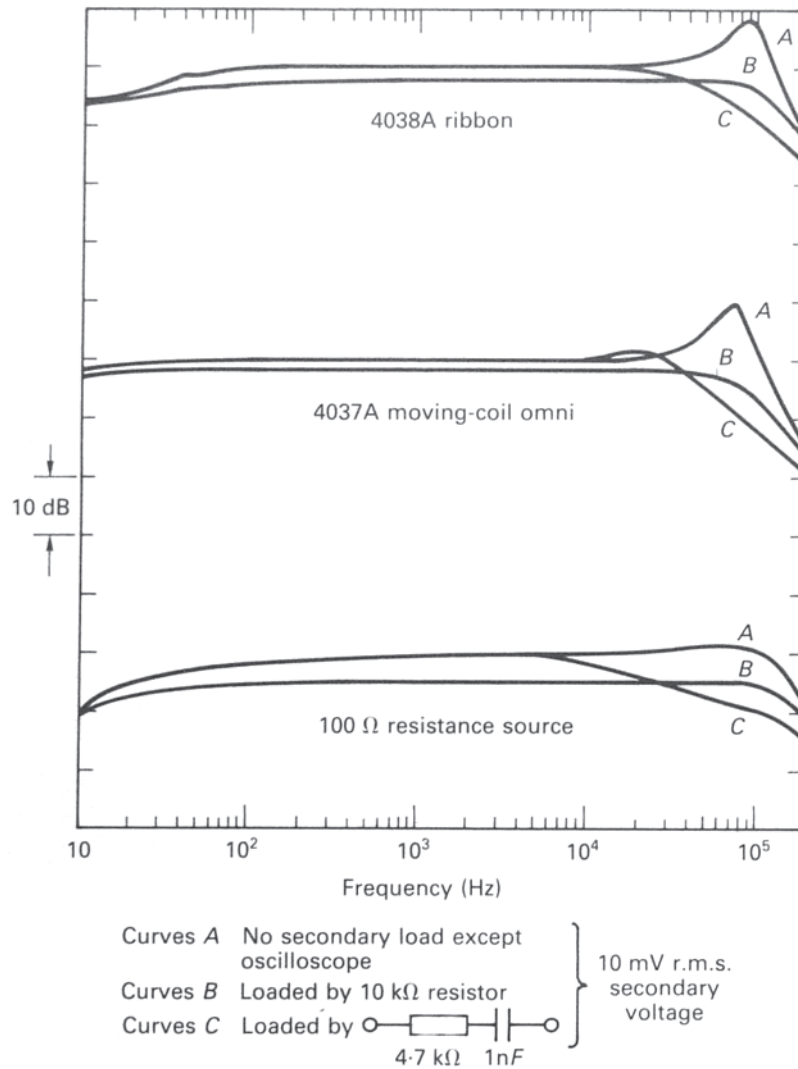 A
B
4038A ribbon
C
A
B
4037A moving-coil omni
C
10 dB
A
B
100 Ω resistance source
C
10 10² 10³ 10⁴ 10⁵
Frequency (Hz)
Curves A No secondary load except
oscilloscope
Curves B Loaded by 10 kΩ resistor
Curves C Loaded by
4·7 kΩ 1nF
10 mV r.m.s.
secondary
voltage